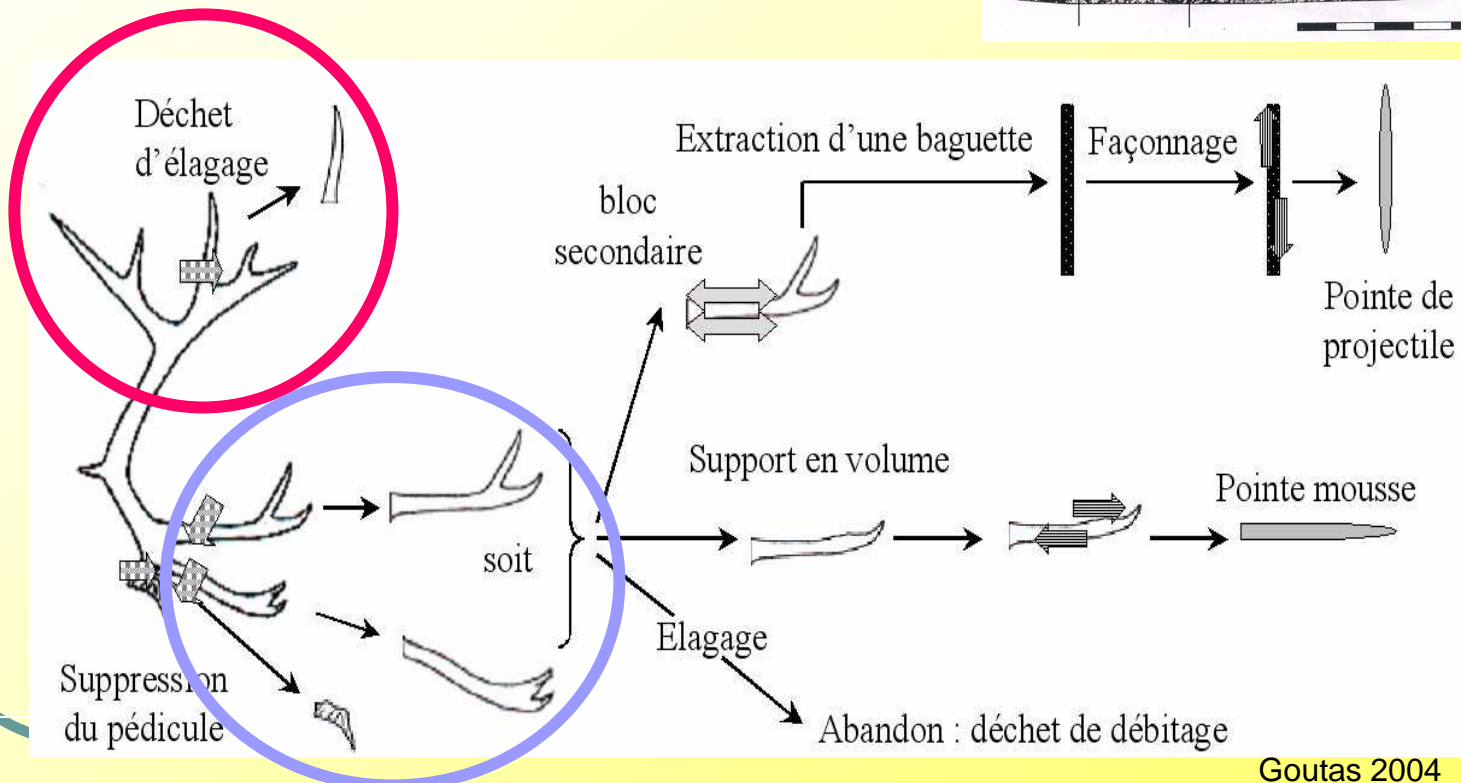 Déchet
d'élagage
Extraction d'une baguette
Façonnage
bloc
secondaire
Pointe de
projectile
Support en volume
Pointe mousse
soit
Elagage
Suppression
du pédicule
Abandon : déchet de débitage
Goutas 2004